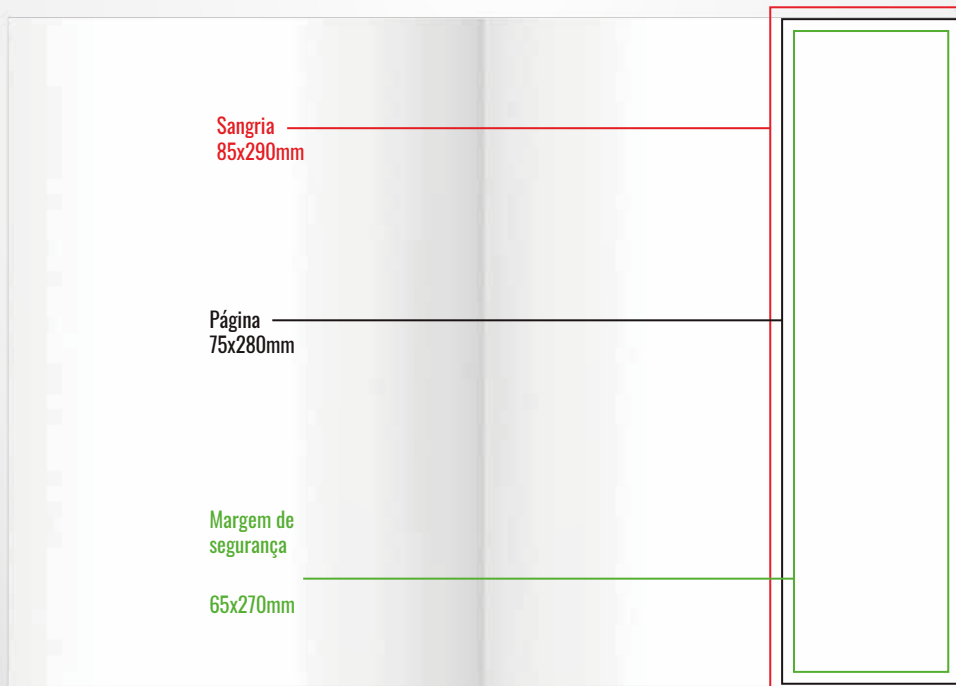 Sangria
85x290mm
Página
75x280mm
Margem de
segurança
65x270mm